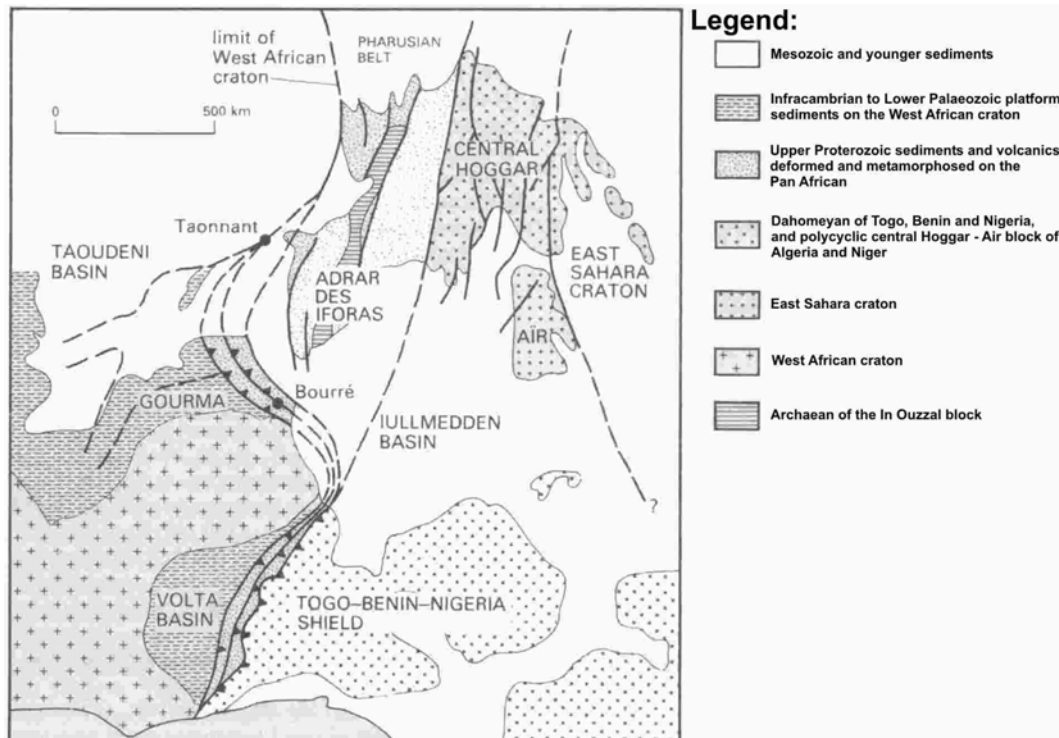 limit of
West African
craton
PHARUSIAN
BELT
0
500 km
CENTRAL
HOGGAR
Taonnant
TAOUDENI
BASIN
ADRAR
DES
IFORAS
EAST
SAHARA
CRATON
AÏR
GOURMA
Bourré
IULLMEDDEN
BASIN
?
VOLTA
BASIN
TOGO–BENIN–NIGERIA
SHIELD
Legend:
Mesozoic and younger sediments
Infracambrian to Lower Palaeozoic platform
sediments on the West African craton
Upper Proterozoic sediments and volcanics
deformed and metamorphosed on the
Pan African
Dahomeyan of Togo, Benin and Nigeria,
and polycyclic central Hoggar - Air block of
Algeria and Niger
East Sahara craton
West African craton
Archaean of the In Ouzzal block